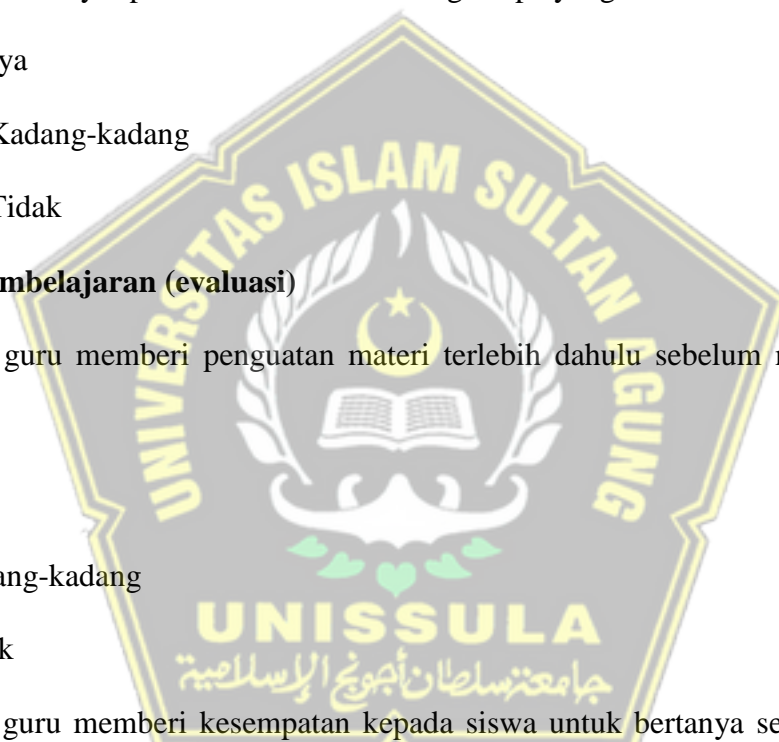 ya
Kadang-kadang
Tidak
UNIVERSITAS ISLAM SULTAN AGUNG
mbelajaran (evaluasi)
guru memberi penguatan materi terlebih dahulu sebelum
ang-kadang
UNISSULA
k
جامعة سلطان أجونج الإسلامية
guru memberi kesempatan kepada siswa untuk bertanya se